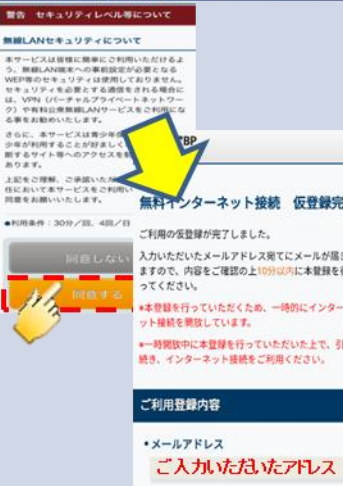 警告 セキュリティレベル等について
無線LANセキュリティについて
本サービスは皆様に簡単にご利用いただけるよ
う、無線LAN端末への事前設定が必要となる
WEP等のセキュリティは使用しておりません。
セキュリティを必要とする通信をされる場合に
は、VPN（バーチャルプライベートネットワー
ク）や有料公衆無線LANサービスをご利用にな
る事をお勧めいたします。
さらに、本サービスは青少年
少年が利用することが好ましく
断するサイト等へのアクセスを
あります。
上記をご理解、ご承認いた
任において本サービスをご利用い
同意をお願いいたします。
●利用条件：30分/回、4回/日
同意しない
同意する
BP
無料インターネット接続 仮登録完
ご利用の仮登録が完了しました。
入力いただいたメールアドレス宛てにメールが届き
ますので、内容をご確認の上10分以内に本登録を行
ってください。
*本登録を行っていただくため、一時的にインター
ット接続を開放しています。
*一時開放中に本登録を行っていただいた上で、引
続き、インターネット接続をご利用ください。
ご利用登録内容
・メールアドレス
ご入力いただいたアドレス